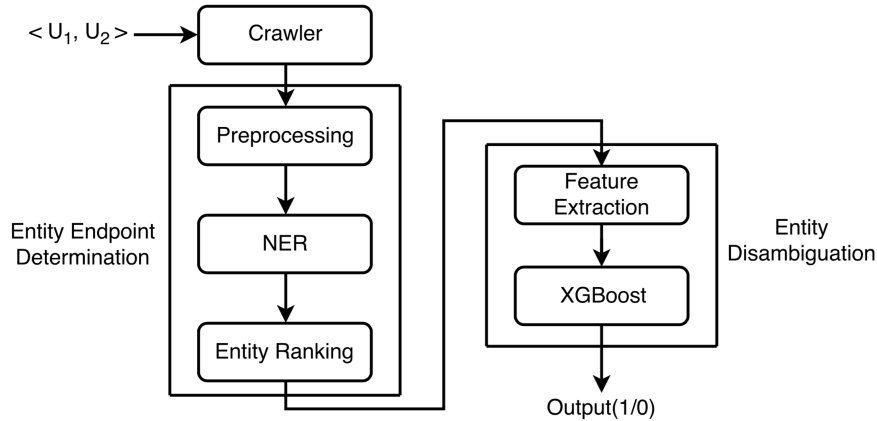 < U₁, U₂ >
Crawler
Preprocessing
NER
Entity Ranking
Entity Endpoint
Determination
Feature
Extraction
XGBoost
Entity
Disambiguation
Output(1/0)